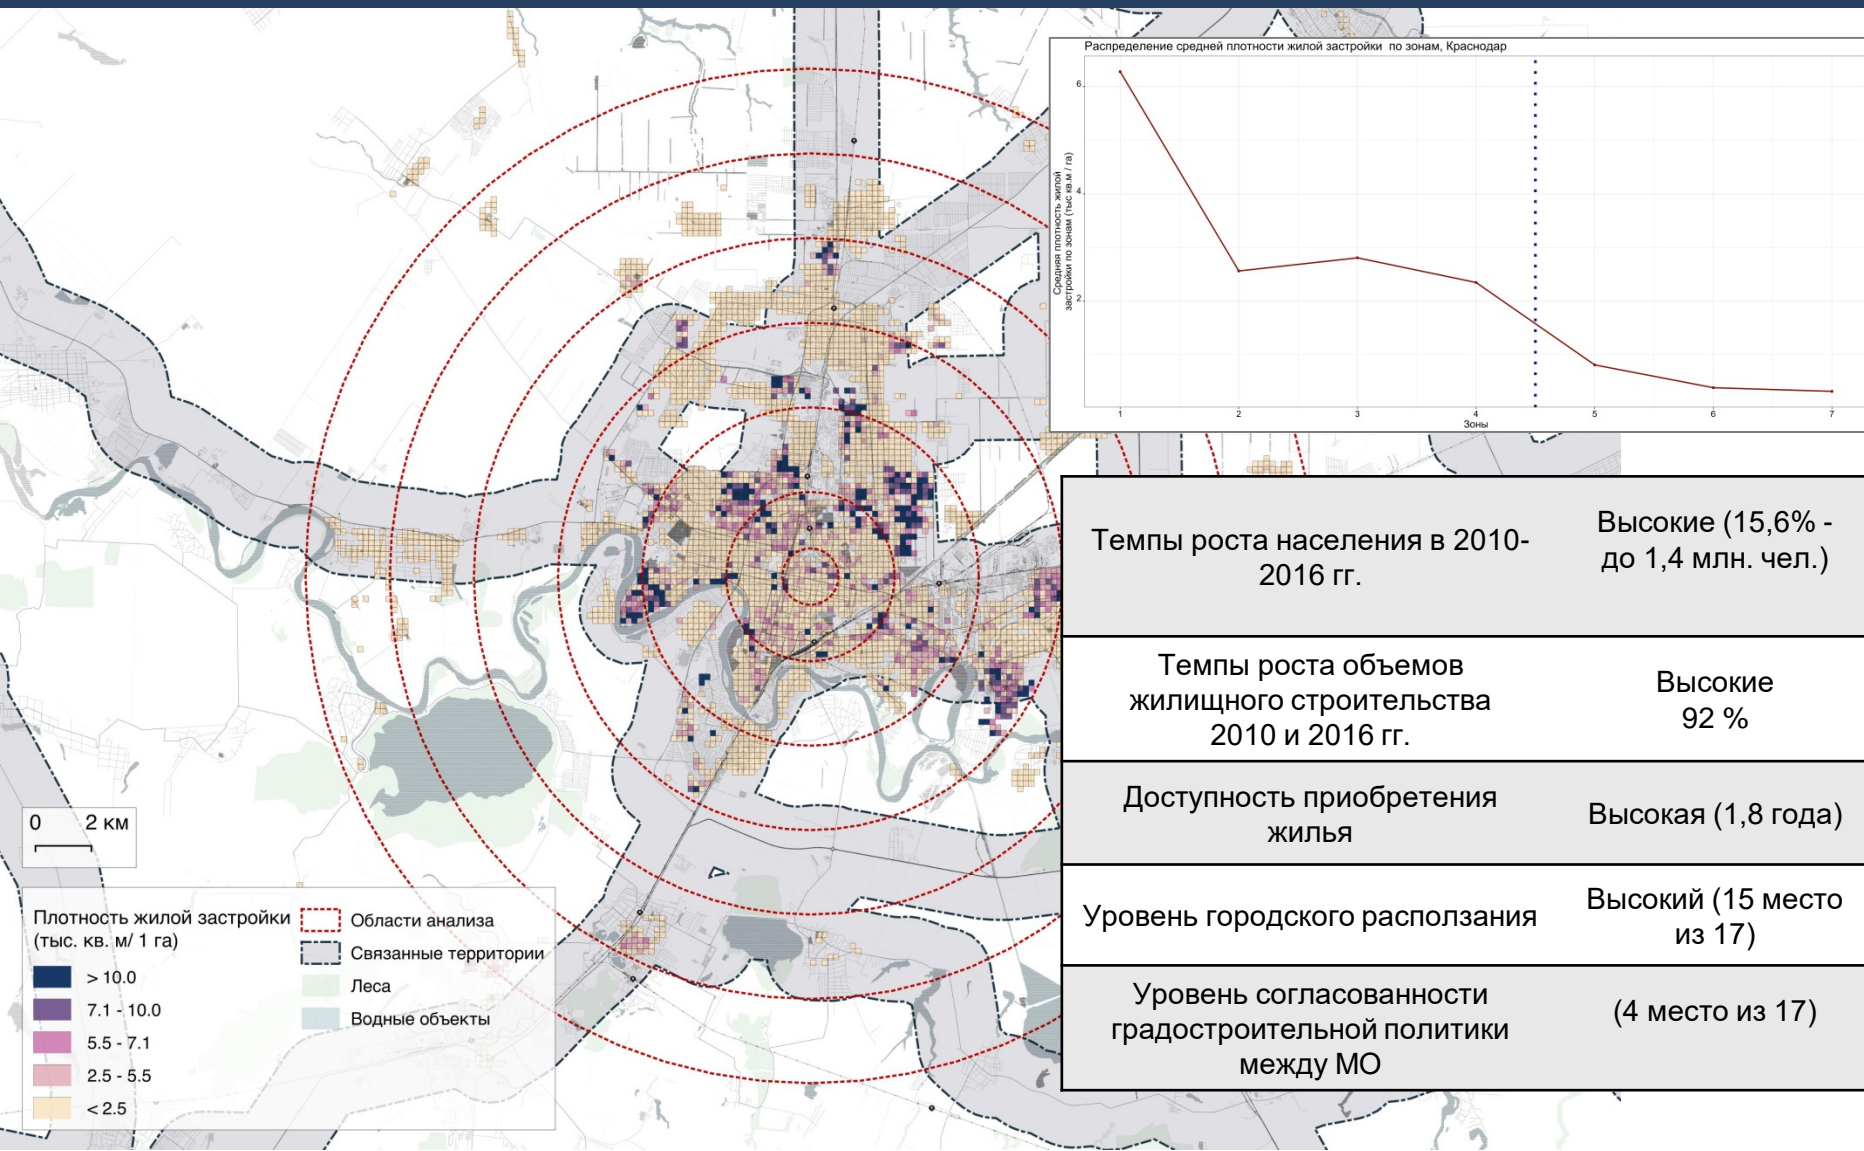 Распределение средней плотности жилой застройки по зонам, Краснодар
Средняя плотность жилой
застройки по зонам (тыс кв.м / га)
6
4
2
1 2 3 4 5 6 7
Зоны
Темпы роста населения в 2010-
2016 гг.
Высокие (15,6% -
до 1,4 млн. чел.)
Темпы роста объемов
жилищного строительства
2010 и 2016 гг.
Высокие
92 %
Доступность приобретения
жилья
Высокая (1,8 года)
Уровень городского расползания
Высокий (15 место
из 17)
Уровень согласованности
градостроительной политики
между МО
(4 место из 17)
0 2 км
Плотность жилой застройки
(тыс. кв. м/ 1 га)
> 10.0
7.1 - 10.0
5.5 - 7.1
2.5 - 5.5
< 2.5
Области анализа
Связанные территории
Леса
Водные объекты